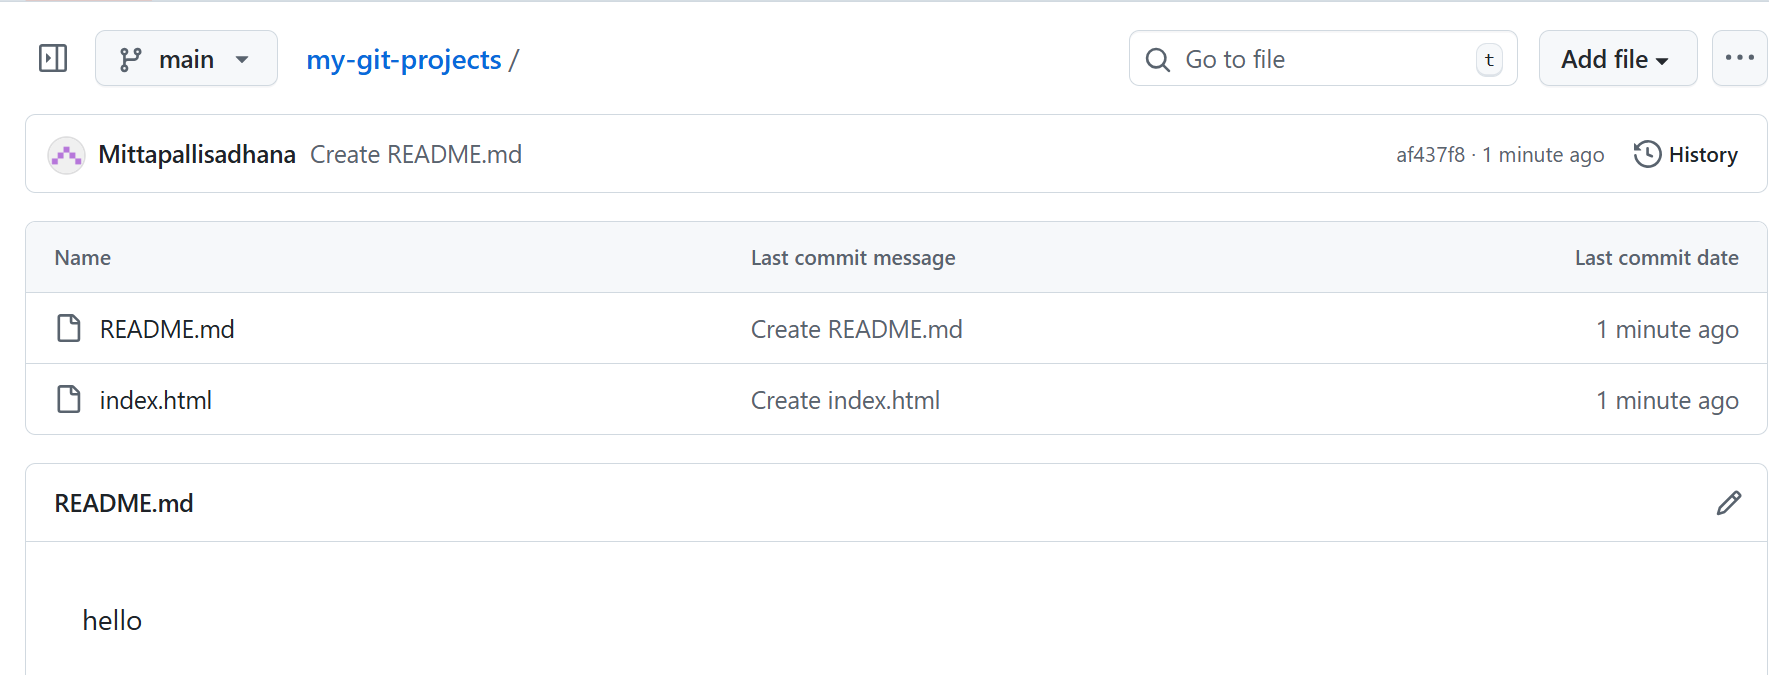 main my-git-projects / Go to file t Add file
Mittapallisadhana Create README.md af437f8 · 1 minute ago History
Name Last commit message Last commit date
README.md Create README.md 1 minute ago
index.html Create index.html 1 minute ago
README.md
hello